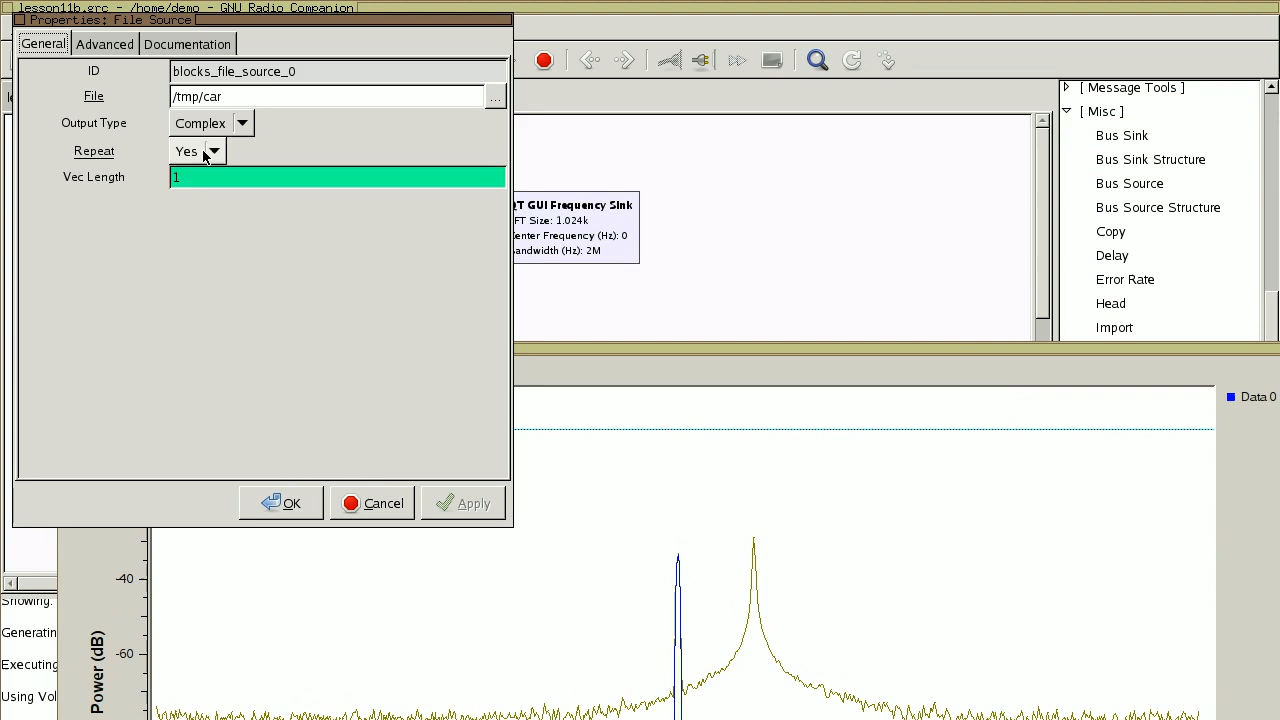 lesson11b.grc - /home/demo - GNU Radio Companion
Properties: File Source
General Advanced Documentation
ID blocks_file_source_0
File /tmp/car ...
Output Type Complex
Repeat Yes
Vec Length 1
OK Cancel Apply
QT GUI Frequency Sink
FFT Size: 1.024k
Center Frequency (Hz): 0
Bandwidth (Hz): 2M
[ Message Tools ]
[ Misc ]
Bus Sink
Bus Sink Structure
Bus Source
Bus Source Structure
Copy
Delay
Error Rate
Head
Import
Data 0
Showing:
Generatin
Executing
Using Vol
-40
-60
Power (dB)